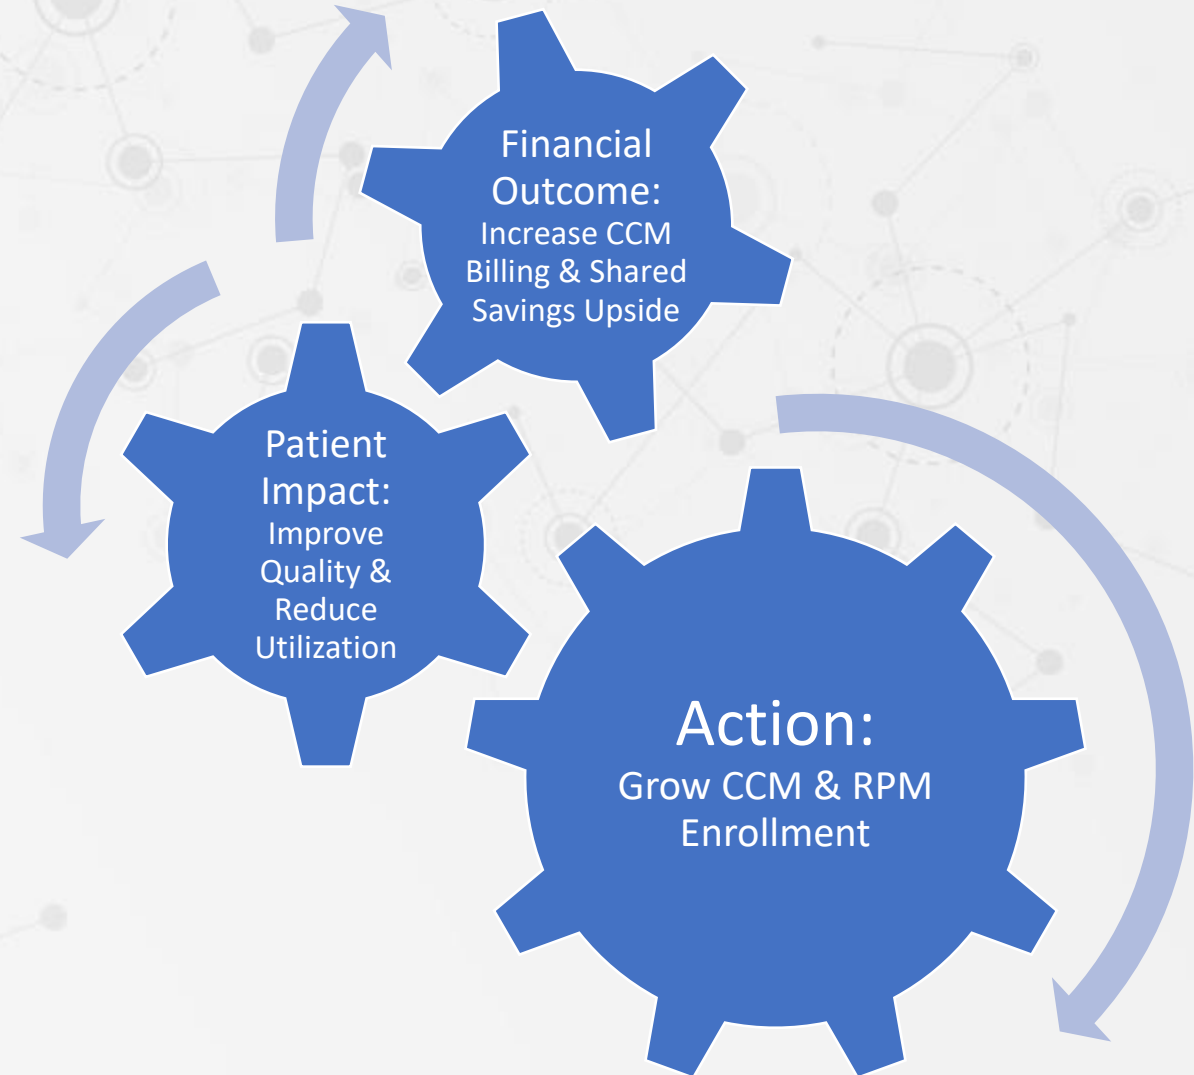 Financial
Outcome:
Increase CCM
Billing & Shared
Savings Upside
Patient
Impact:
Improve
Quality &
Reduce
Utilization
Action:
Grow CCM & RPM
Enrollment